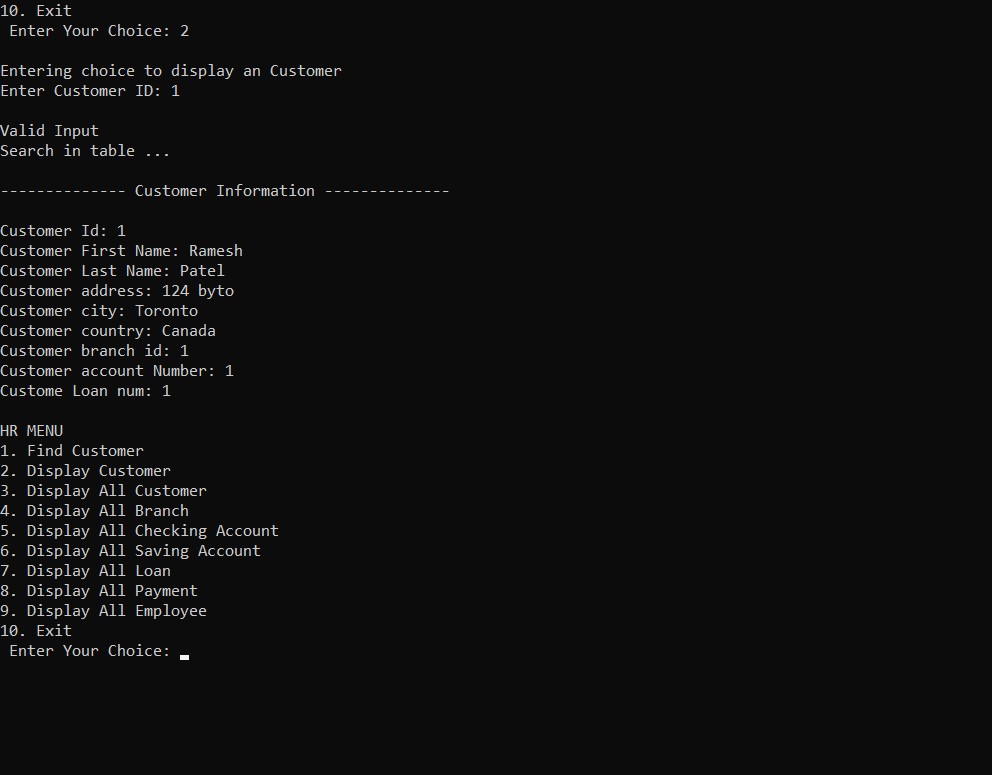 10. Exit
 Enter Your Choice: 2
Entering choice to display an Customer
Enter Customer ID: 1
Valid Input
Search in table ...
-------------- Customer Information --------------
Customer Id: 1
Customer First Name: Ramesh
Customer Last Name: Patel
Customer address: 124 byto
Customer city: Toronto
Customer country: Canada
Customer branch id: 1
Customer account Number: 1
Custome Loan num: 1
HR MENU
1. Find Customer
2. Display Customer
3. Display All Customer
4. Display All Branch
5. Display All Checking Account
6. Display All Saving Account
7. Display All Loan
8. Display All Payment
9. Display All Employee
10. Exit
 Enter Your Choice: